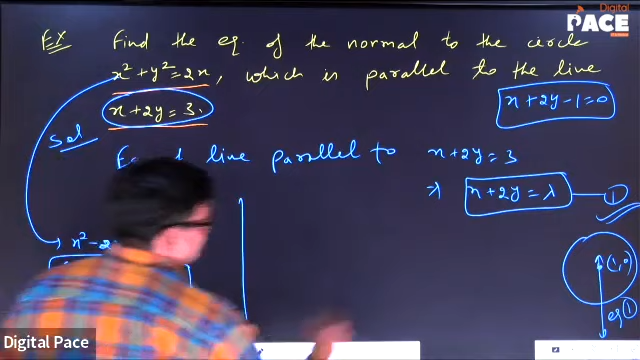 Digital
PACE
Ex Find the eq. of the normal to the circle
x² + y² = 2x, which is parallel to the line
x + 2y = 3.
x + 2y - 1 = 0
Sol
line parallel to x + 2y = 3
⇒ x + 2y = λ ①
x² - 2
(1, 0)
eq ①
Digital Pace